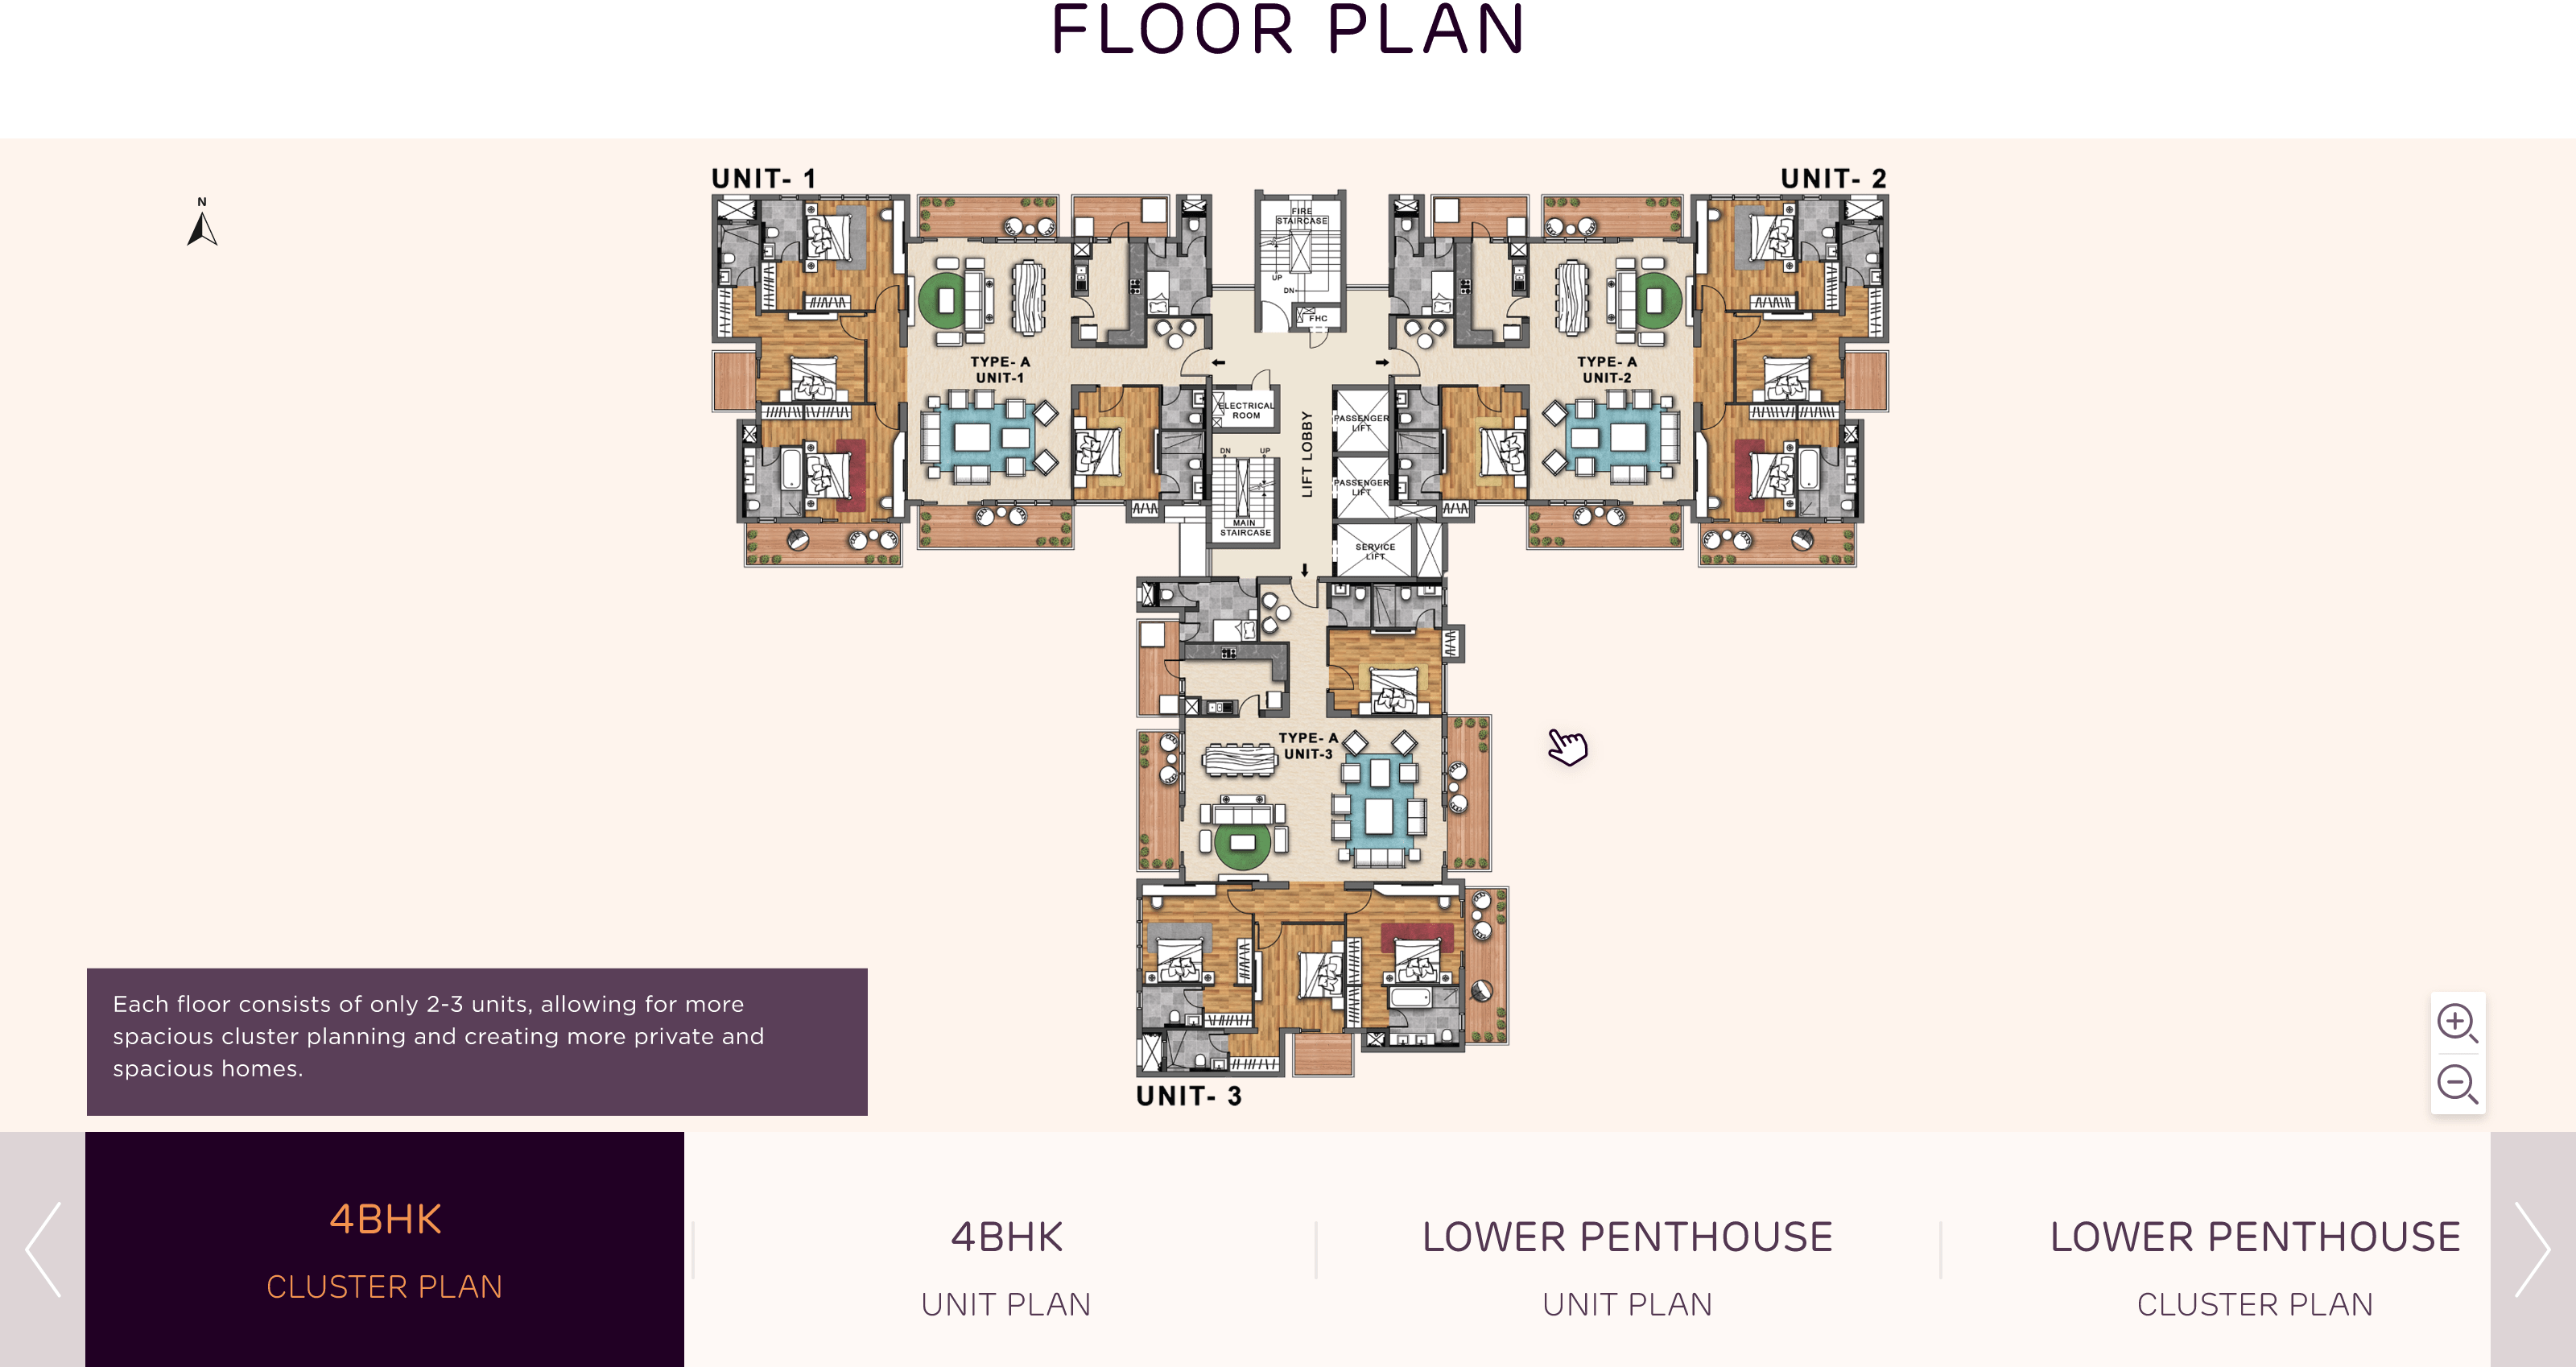 FLOOR PLAN
UNIT- 1
UNIT- 2
N
FIRE
STAIRCASE
UP
DN
FHC
TYPE- A
UNIT-1
TYPE- A
UNIT-2
ELECTRICAL
ROOM
LIFT LOBBY
PASSENGER
LIFT
DN UP
PASSENGER
LIFT
MAIN
STAIRCASE
SERVICE
LIFT
TYPE- A
UNIT-3
Each floor consists of only 2-3 units, allowing for more
spacious cluster planning and creating more private and
spacious homes.
UNIT- 3
4BHK
CLUSTER PLAN
4BHK
UNIT PLAN
LOWER PENTHOUSE
UNIT PLAN
LOWER PENTHOUSE
CLUSTER PLAN